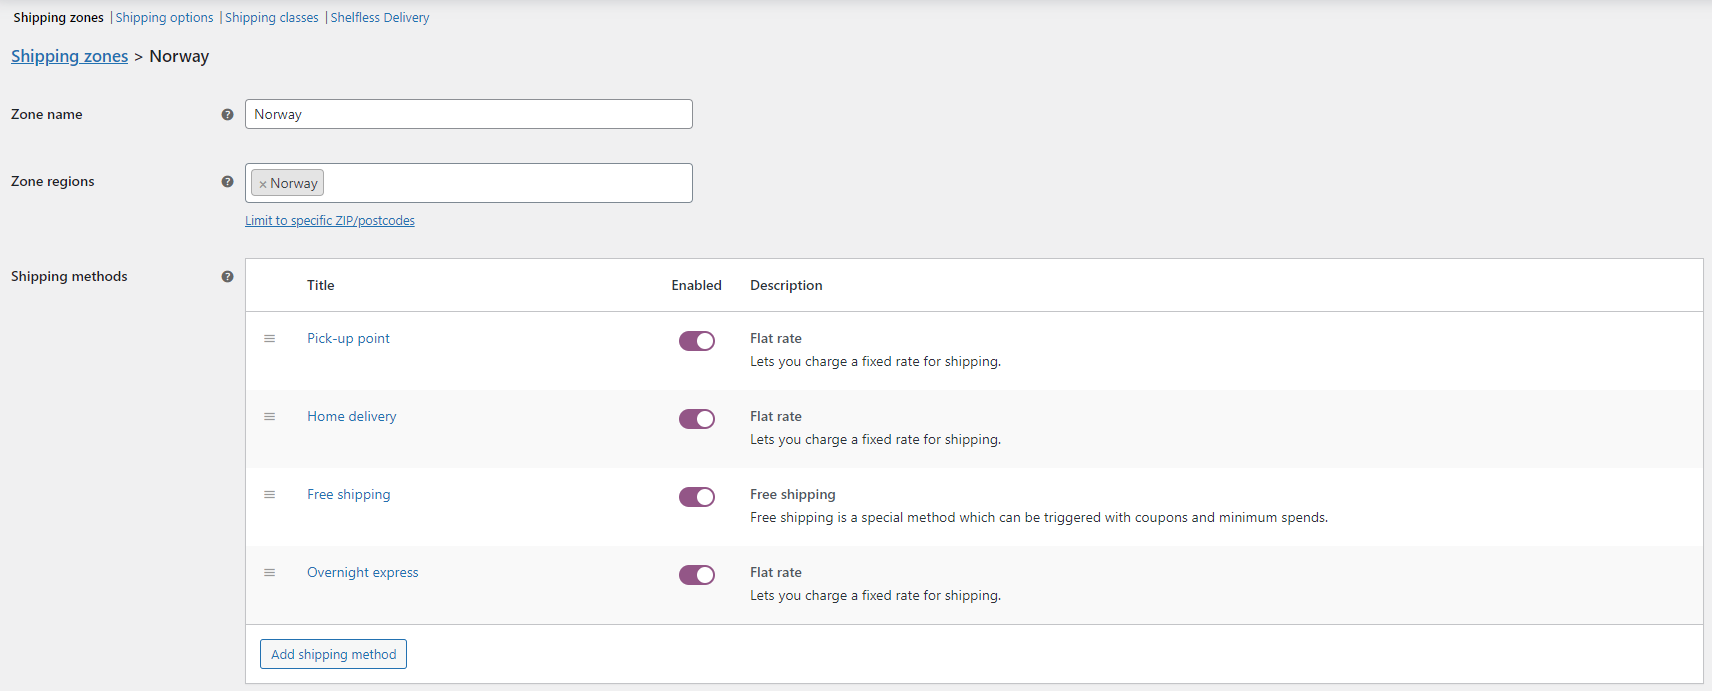 Shipping zones | Shipping options | Shipping classes | Shelfless Delivery
Shipping zones > Norway
Zone name ? Norway
Zone regions ? × Norway
Limit to specific ZIP/postcodes
Shipping methods ?
Title Enabled Description
Pick-up point Flat rate
Lets you charge a fixed rate for shipping.
Home delivery Flat rate
Lets you charge a fixed rate for shipping.
Free shipping Free shipping
Free shipping is a special method which can be triggered with coupons and minimum spends.
Overnight express Flat rate
Lets you charge a fixed rate for shipping.
Add shipping method